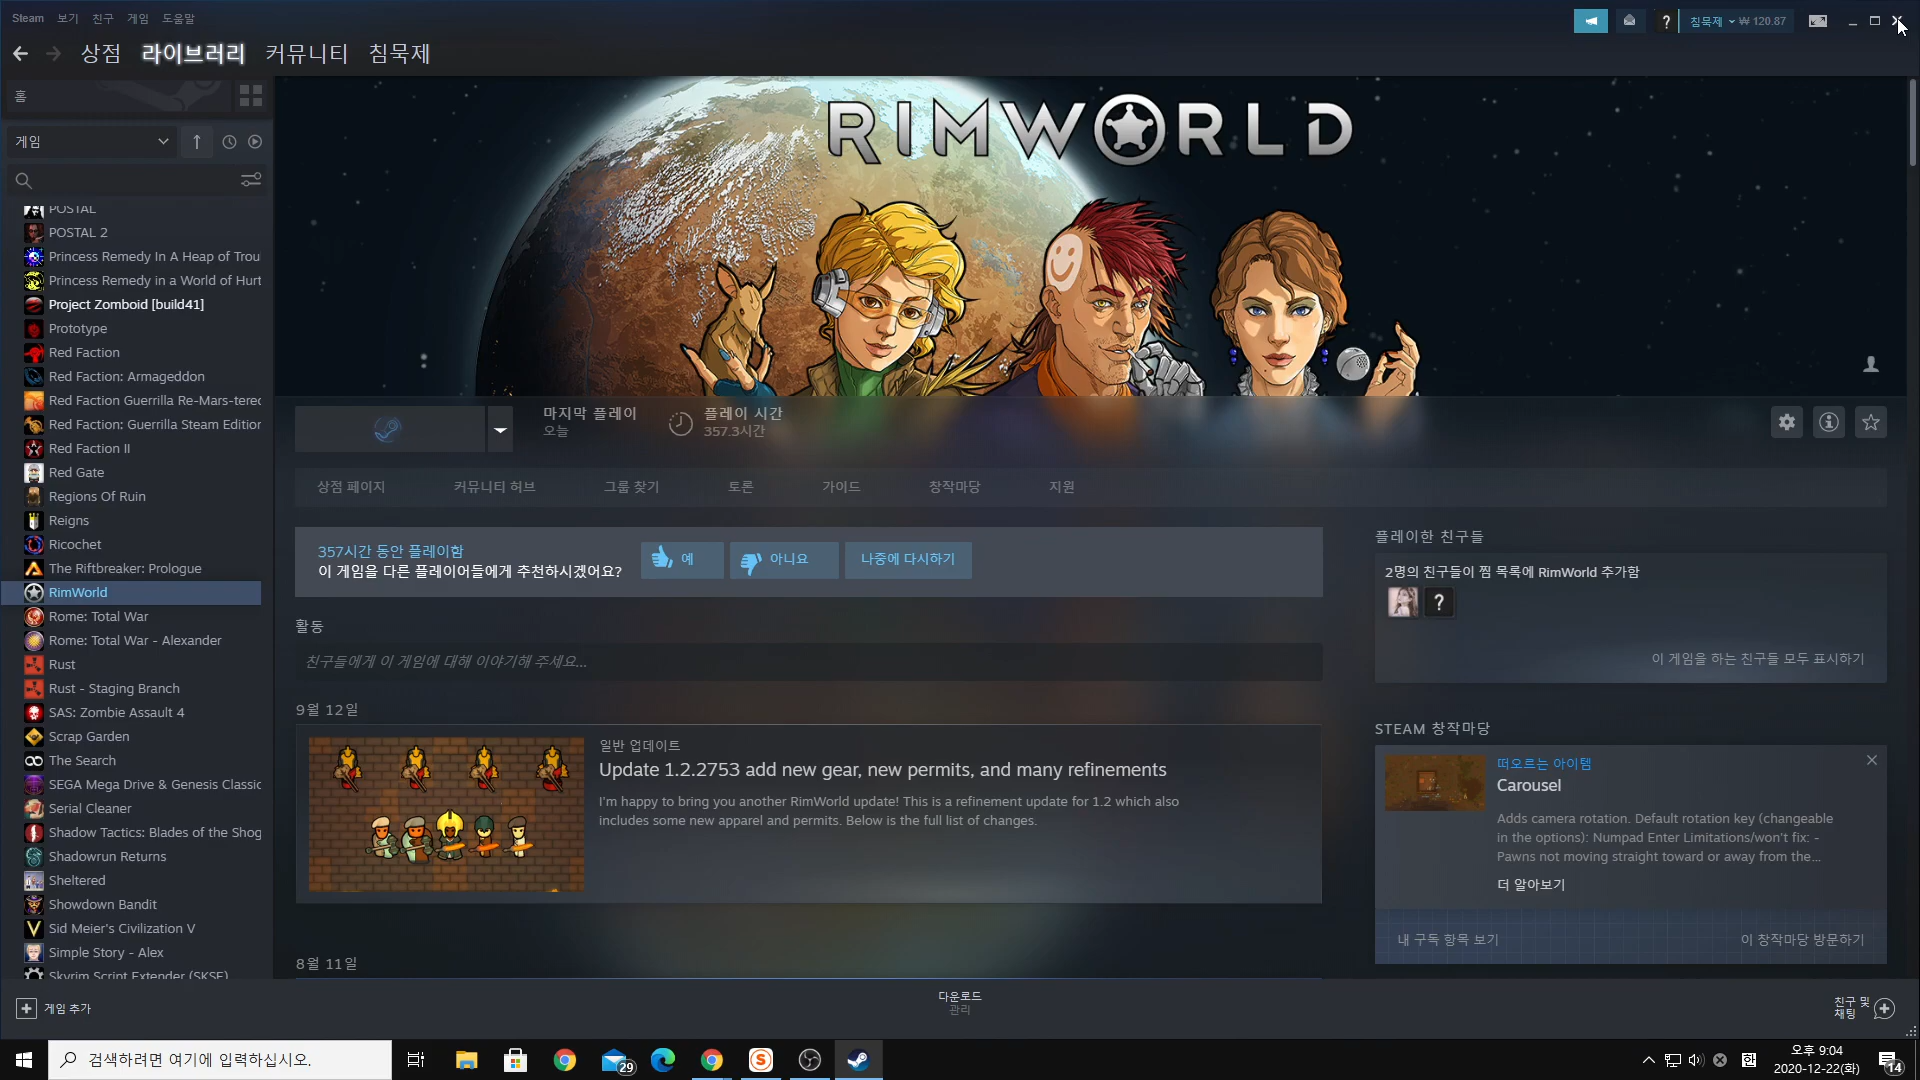 Steam 보기 친구 게임 도움말
침묵제 ₩ 120.87
상점 라이브러리 커뮤니티 침묵제
홈
게임
POSTAL
POSTAL 2
Princess Remedy In A Heap of Trou
Princess Remedy in a World of Hurt
Project Zomboid [build41]
Prototype
Red Faction
Red Faction: Armageddon
Red Faction Guerrilla Re-Mars-tered
Red Faction: Guerrilla Steam Edition
Red Faction II
Red Gate
Regions Of Ruin
Reigns
Ricochet
The Riftbreaker: Prologue
RimWorld
Rome: Total War
Rome: Total War - Alexander
Rust
Rust - Staging Branch
SAS: Zombie Assault 4
Scrap Garden
The Search
SEGA Mega Drive & Genesis Classic
Serial Cleaner
Shadow Tactics: Blades of the Shog
Shadowrun Returns
Sheltered
Showdown Bandit
Sid Meier's Civilization V
Simple Story - Alex
Skyrim Script Extender (SKSE)
RIMWORLD
마지막 플레이
오늘
플레이 시간
357.3시간
상점 페이지 커뮤니티 허브 그룹 찾기 토론 가이드 창작마당 지원
357시간 동안 플레이함
이 게임을 다른 플레이어들에게 추천하시겠어요?
예 아니요 나중에 다시하기
활동
친구들에게 이 게임에 대해 이야기해 주세요...
9월 12일
일반 업데이트
Update 1.2.2753 add new gear, new permits, and many refinements
I'm happy to bring you another RimWorld update! This is a refinement update for 1.2 which also
includes some new apparel and permits. Below is the full list of changes.
8월 11일
플레이한 친구들
2명의 친구들이 찜 목록에 RimWorld 추가함
?
이 게임을 하는 친구들 모두 표시하기
STEAM 창작마당
떠오르는 아이템
Carousel
Adds camera rotation. Default rotation key (changeable
in the options): Numpad Enter Limitations/won't fix: -
Pawns not moving straight toward or away from the...
더 알아보기
내 구독 항목 보기 이 창작마당 방문하기
게임 추가
다운로드
관리
친구 및
채팅
검색하려면 여기에 입력하십시오.
29
한
오후 9:04
2020-12-22(화)
14